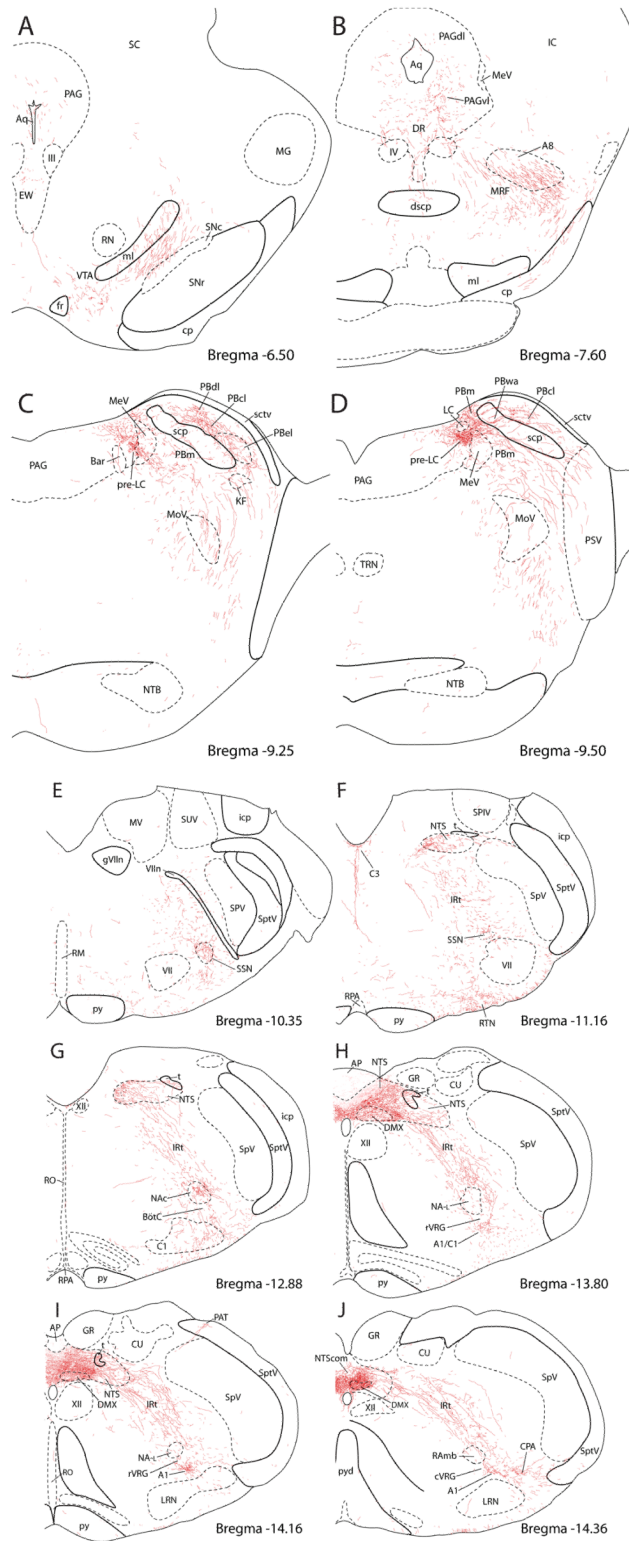 A
SC
PAG
Aq
III
MG
EW
RN
SNc
ml
VTA
SNr
fr
cp
Bregma -6.50
B
PAGdl
IC
Aq
MeV
PAGvl
DR
IV
A8
MRF
dscp
ml
cp
Bregma -7.60
C
PBdl
PBcl
MeV
sctv
scp
PBel
Bar
PBm
PAG
pre-LC
KF
MoV
NTB
Bregma -9.25
D
PBwa
PBm
PBcl
LC
sctv
scp
pre-LC
PBm
PAG
MeV
MoV
PSV
TRN
NTB
Bregma -9.50
E
MV
SUV
icp
gVIIn
VIIn
SPV
SptV
RM
SSN
VII
py
Bregma -10.35
F
SPIV
NTS
t
icp
C3
SpV
SptV
IRt
SSN
VII
RPA
py
RTN
Bregma -11.16
G
t
XII
NTS
icp
IRt
SpV
SptV
RO
NAc
BötC
C1
RPA
py
Bregma -12.88
H
AP
NTS
GR
CU
t
NTS
SptV
DMX
XII
IRt
SpV
NA-L
rVRG
A1/C1
py
Bregma -13.80
I
PAT
AP
GR
CU
t
SptV
NTS
DMX
SpV
XII
IRt
NA-L
rVRG
RO
A1
LRN
py
Bregma -14.16
J
GR
CU
NTScom
SpV
DMX
XII
IRt
RAmb
CPA
SptV
cVRG
pyd
A1
LRN
Bregma -14.36